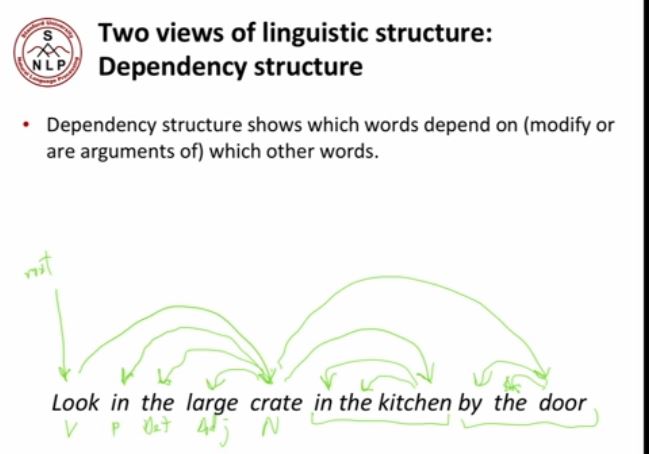 Stanford University
S
NLP
Natural Language Processing
Two views of linguistic structure:
Dependency structure
• Dependency structure shows which words depend on (modify or
are arguments of) which other words.
root
Look in the large crate in the kitchen by the door
V P Det Adj N